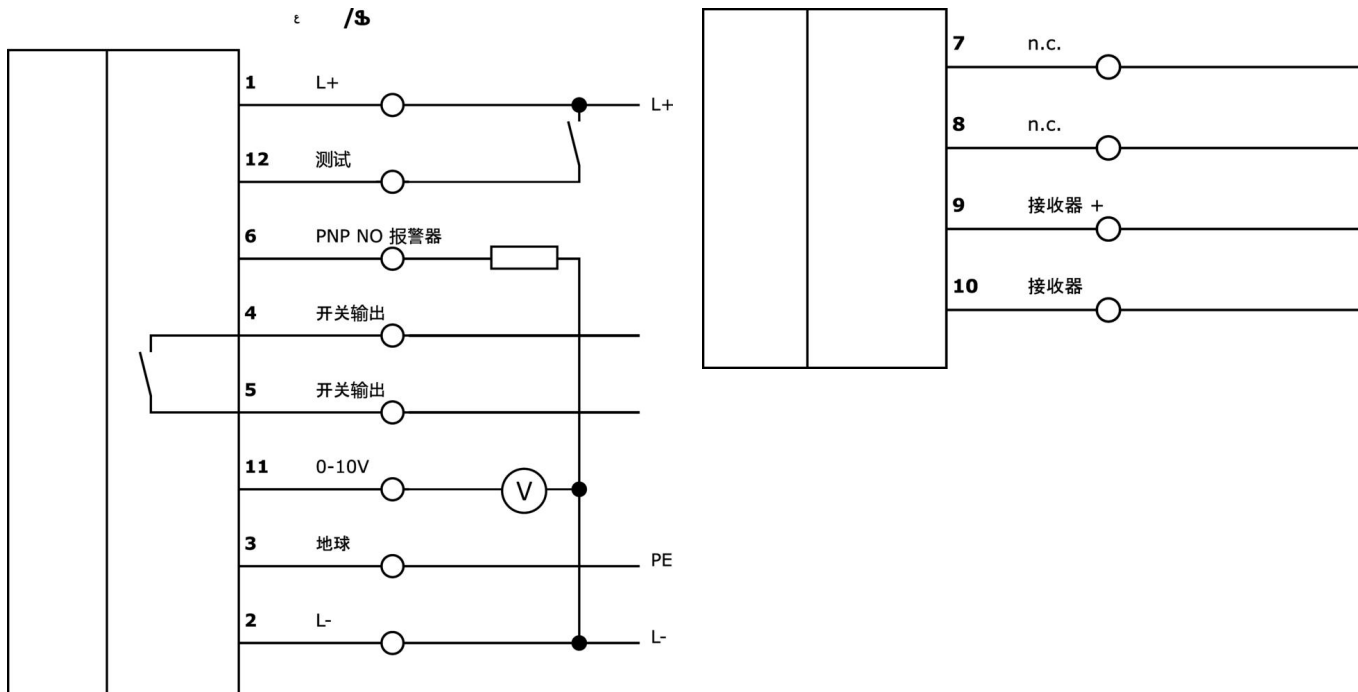 1 L+ L+
12 测试
6 PNP NO 报警器
4 开关输出
5 开关输出
11 0-10V
V
3 地球 PE
2 L- L-
7 n.c.
8 n.c.
9 接收器 +
10 接收器